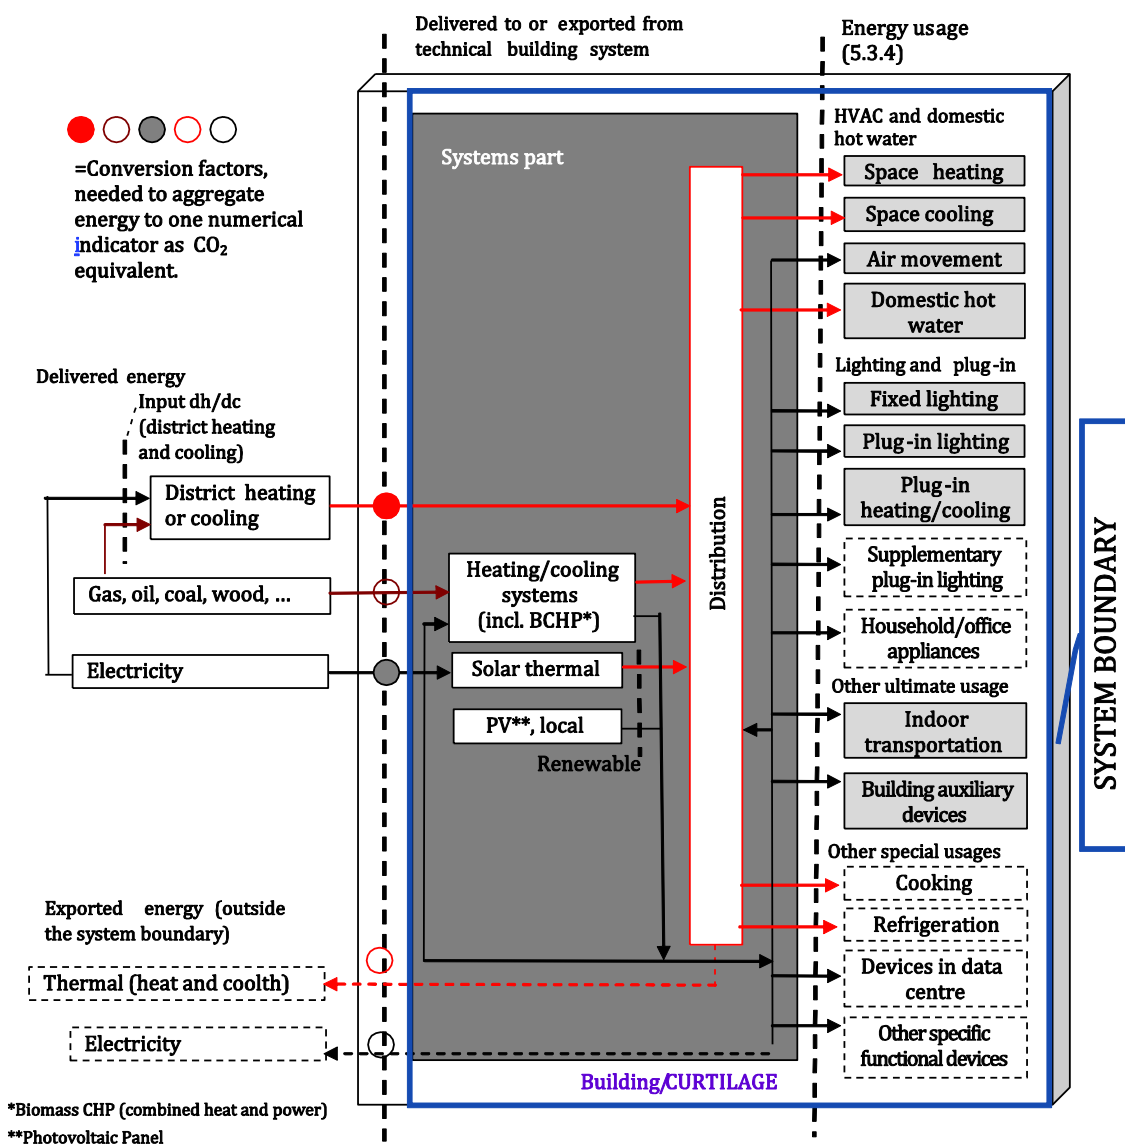 Delivered to or exported from
technical building system
Energy usage
(5.3.4)
=Conversion factors,
needed to aggregate
energy to one numerical
indicator as CO₂
equivalent.
Systems part
HVAC and domestic
hot water
Space heating
Space cooling
Air movement
Domestic hot
water
Lighting and plug-in
Fixed lighting
Plug-in lighting
Plug-in
heating/cooling
Supplementary
plug-in lighting
Household/office
appliances
Other ultimate usage
Indoor
transportation
Building auxiliary
devices
Other special usages
Cooking
Refrigeration
Devices in data
centre
Other specific
functional devices
Delivered energy
Input dh/dc
(district heating
and cooling)
District heating
or cooling
Gas, oil, coal, wood, ...
Electricity
Heating/cooling
systems
(incl. BCHP*)
Solar thermal
PV**, local
Renewable
Distribution
SYSTEM BOUNDARY
Exported energy (outside
the system boundary)
Thermal (heat and coolth)
Electricity
Building/CURTILAGE
*Biomass CHP (combined heat and power)
**Photovoltaic Panel